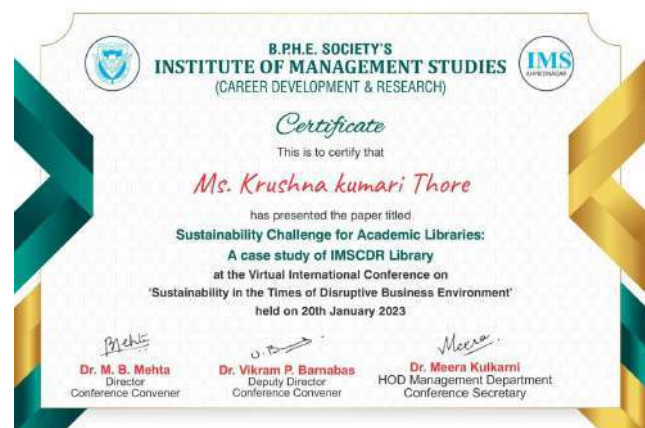 B.P.H.E. SOCIETY'S
INSTITUTE OF MANAGEMENT STUDIES
(CAREER DEVELOPMENT & RESEARCH)
IMS
AHMEDNAGAR
Certificate
This is to certify that
Ms. Krushna kumari Thore
has presented the paper titled
Sustainability Challenge for Academic Libraries:
A case study of IMSCDR Library
at the Virtual International Conference on
'Sustainability in the Times of Disruptive Business Environment'
held on 20th January 2023
Mehta
U.B
Meera
Dr. M. B. Mehta
Director
Conference Convener
Dr. Vikram P. Barnabas
Deputy Director
Conference Convener
Dr. Meera Kulkarni
HOD Management Department
Conference Secretary